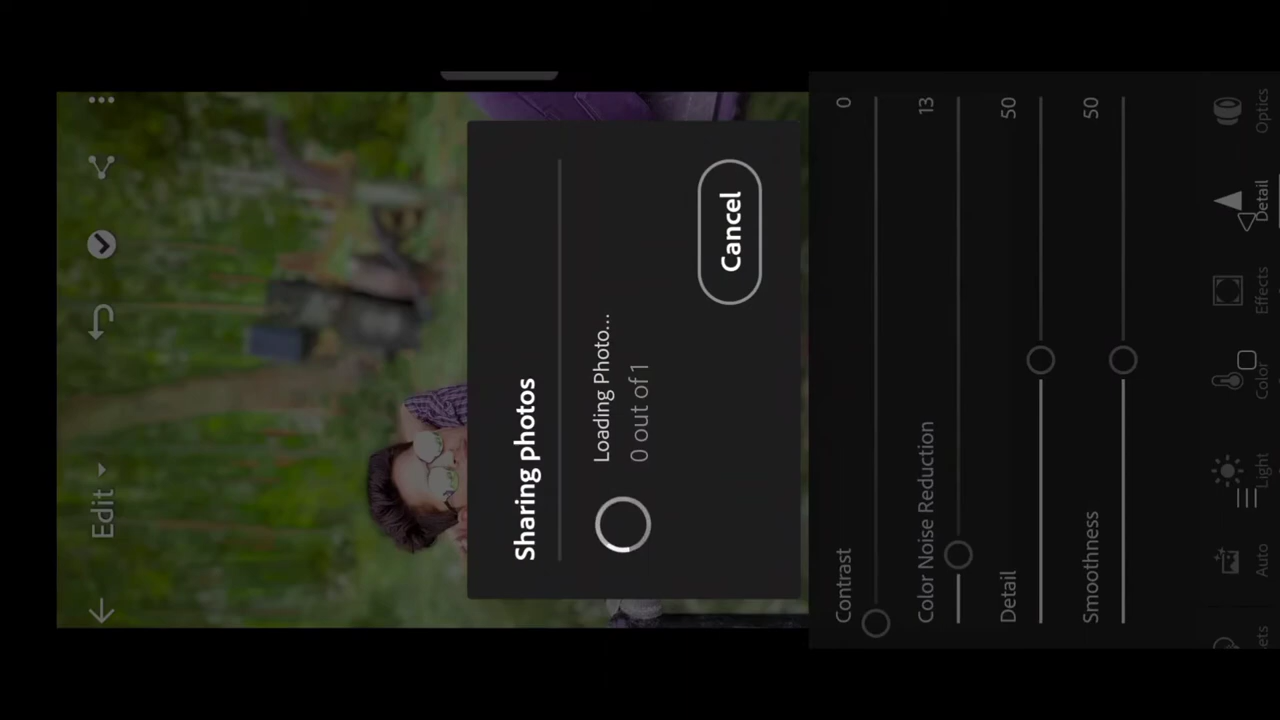 Edit
Sharing photos
Loading Photo...
0 out of 1
Cancel
Contrast 0
Color Noise Reduction 13
Detail 50
Smoothness 50
Auto
Light
Color
Effects
Detail
Optics